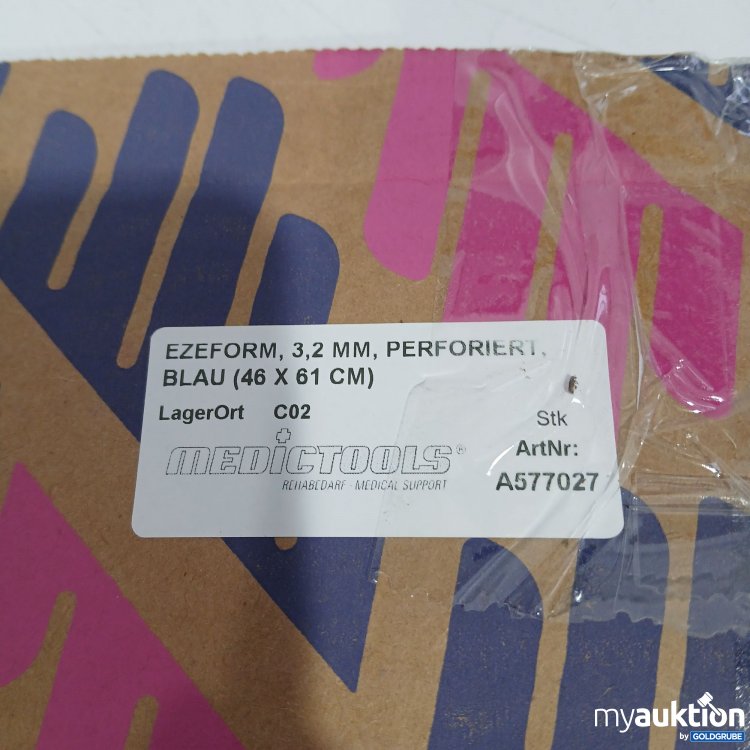 EZEFORM, 3,2 MM, PERFORIERT,
BLAU (46 X 61 CM)
LagerOrt C02
Stk
MEDICTOOLS®
ArtNr:
REHABEDARF - MEDICAL SUPPORT
A577027
myauktion
by GOLDGRUBE